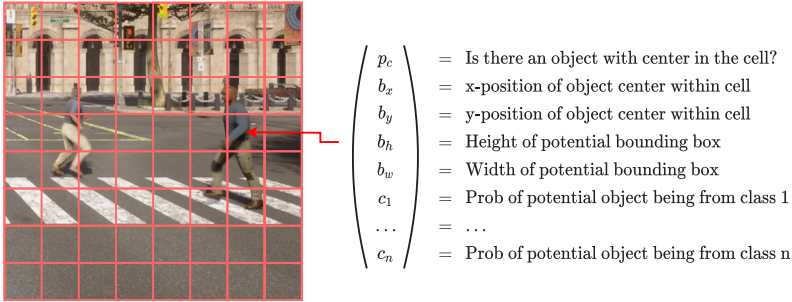 p_c = Is there an object with center in the cell?
b_x = x-position of object center within cell
b_y = y-position of object center within cell
b_h = Height of potential bounding box
b_w = Width of potential bounding box
c_1 = Prob of potential object being from class 1
... = ...
c_n = Prob of potential object being from class n